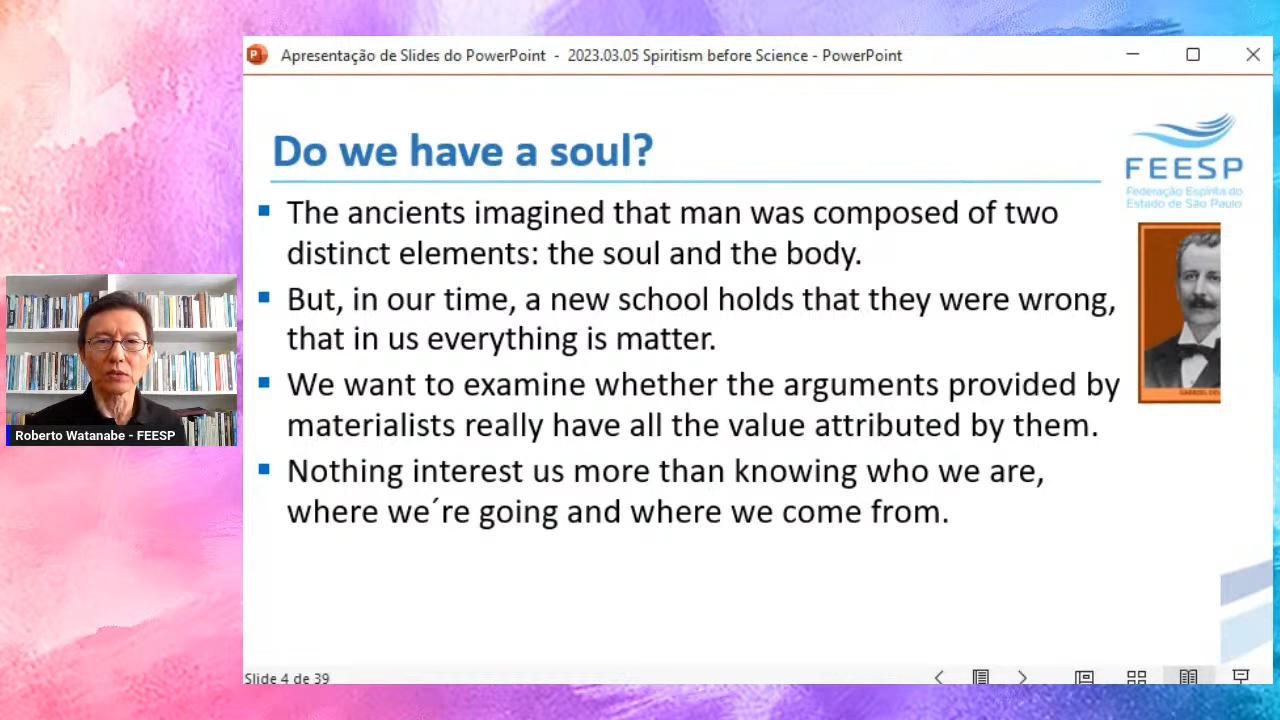 Apresentação de Slides do PowerPoint - 2023.03.05 Spiritism before Science - PowerPoint
Do we have a soul?
FEESP
Federação Espírita do
Estado de São Paulo
▪ The ancients imagined that man was composed of two
distinct elements: the soul and the body.
▪ But, in our time, a new school holds that they were wrong,
that in us everything is matter.
▪ We want to examine whether the arguments provided by
materialists really have all the value attributed by them.
▪ Nothing interest us more than knowing who we are,
where we´re going and where we come from.
Roberto Watanabe - FEESP
Slide 4 de 39